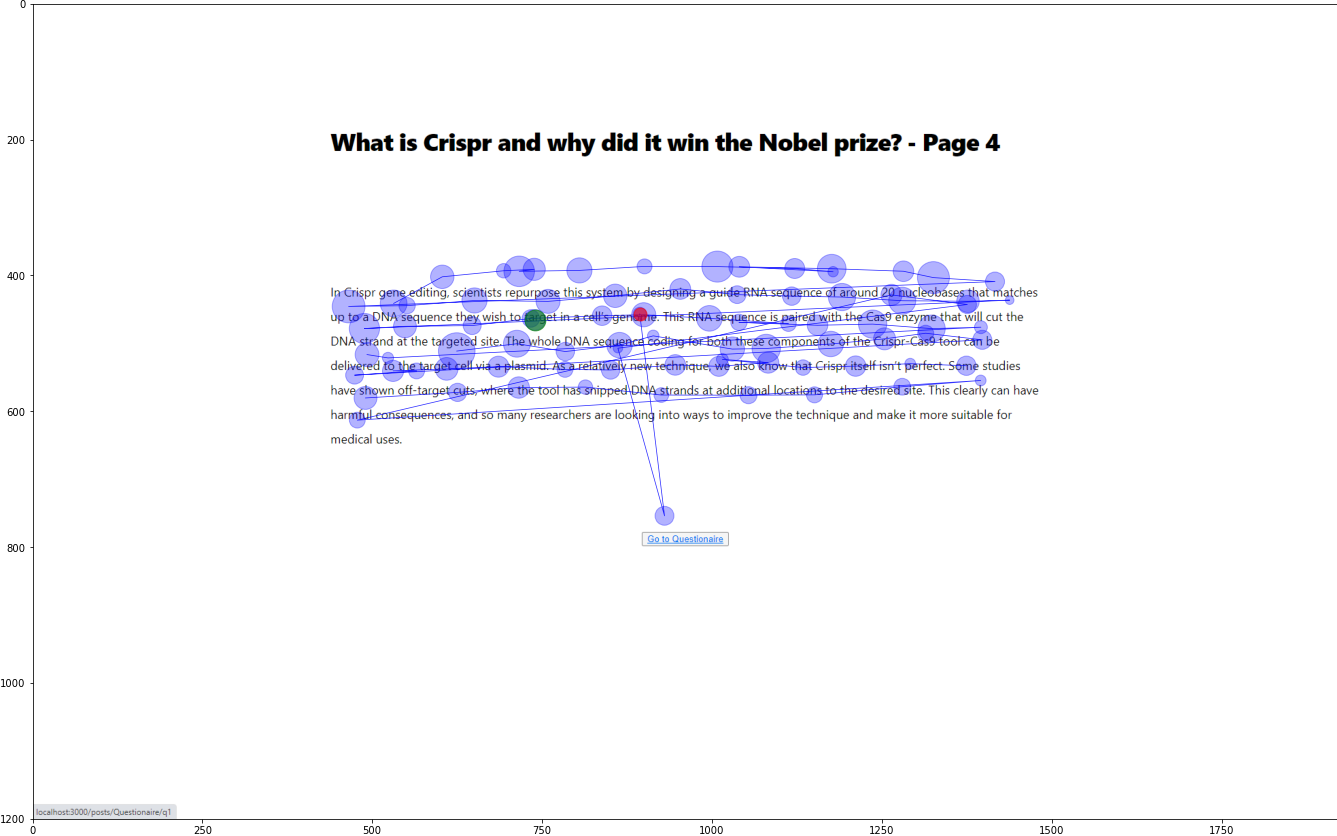 What is Crispr and why did it win the Nobel prize? - Page 4
In Crispr gene editing, scientists repurpose this system by designing a guide RNA sequence of around 20 nucleobases that matches
up to a DNA sequence they wish to target in a cell's genome. This RNA sequence is paired with the Cas9 enzyme that will cut the
DNA strand at the targeted site. The whole DNA sequence coding for both these components of the Crispr-Cas9 tool can be
delivered to the target cell via a plasmid. As a relatively new technique, we also know that Crispr itself isn't perfect. Some studies
have shown off-target cuts, where the tool has snipped DNA strands at additional locations to the desired site. This clearly can have
harmful consequences, and so many researchers are looking into ways to improve the technique and make it more suitable for
medical uses.
Go to Questionaire
localhost:3000/posts/Questionaire/q1
0
200
400
600
800
1000
1200
0 250 500 750 1000 1250 1500 1750